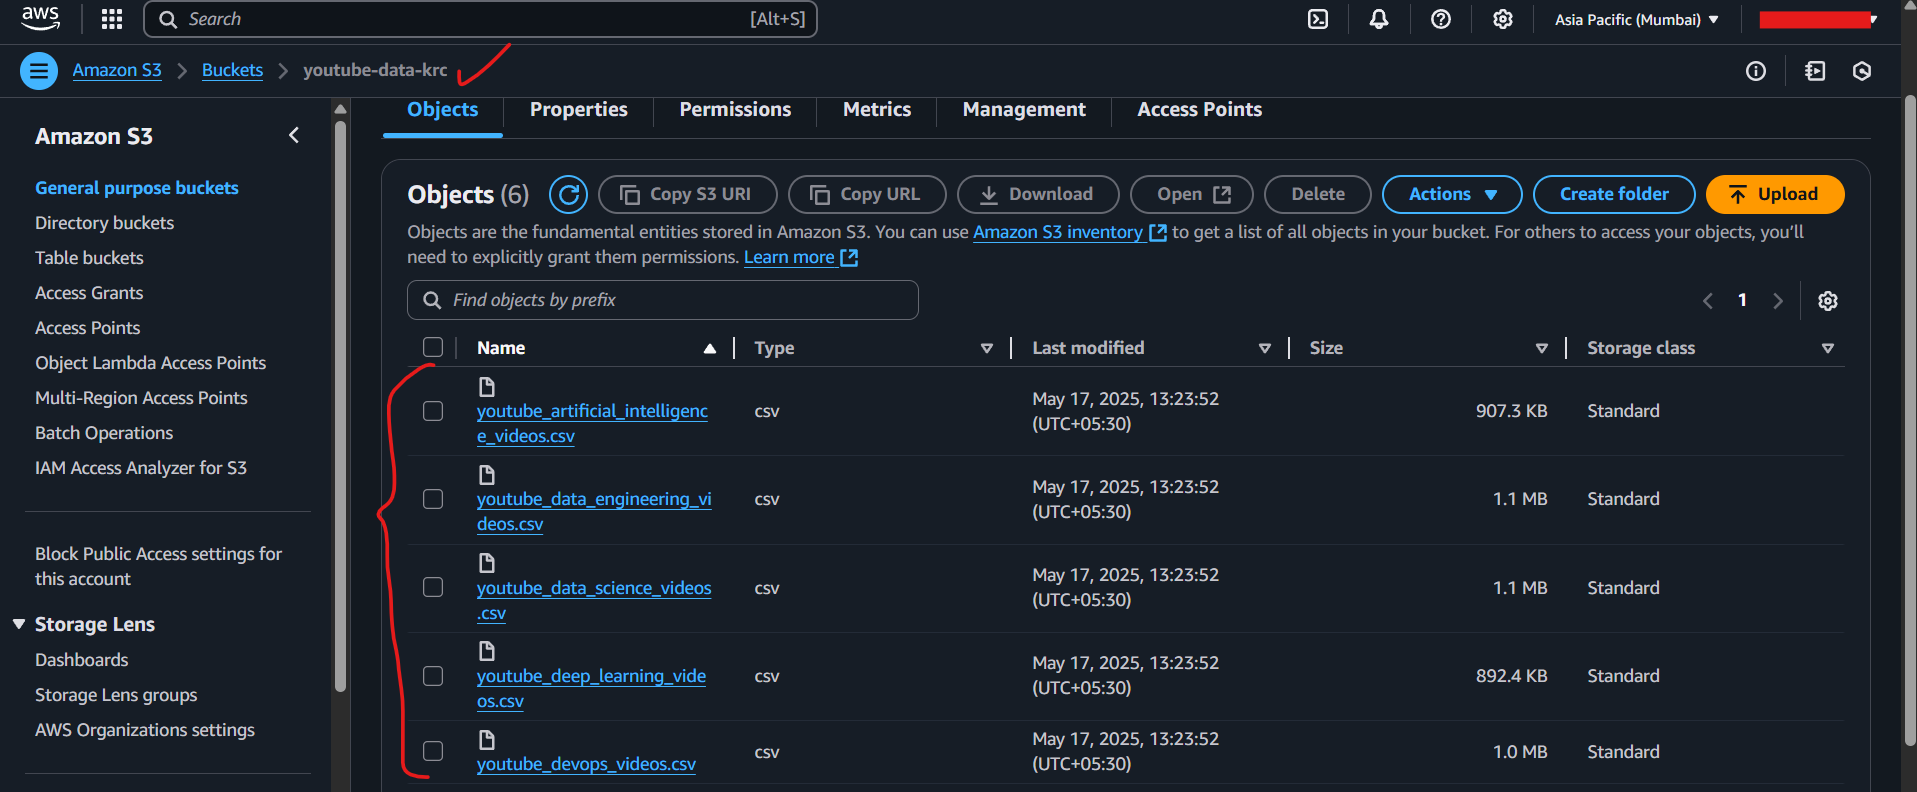 aws
Search
[Alt+S]
Asia Pacific (Mumbai)
Amazon S3
Buckets
youtube-data-krc
Amazon S3
General purpose buckets
Directory buckets
Table buckets
Access Grants
Access Points
Object Lambda Access Points
Multi-Region Access Points
Batch Operations
IAM Access Analyzer for S3
Block Public Access settings for
this account
Storage Lens
Dashboards
Storage Lens groups
AWS Organizations settings
Objects
Properties
Permissions
Metrics
Management
Access Points
Objects (6)
Copy S3 URI
Copy URL
Download
Open
Delete
Actions
Create folder
Upload
Objects are the fundamental entities stored in Amazon S3. You can use Amazon S3 inventory to get a list of all objects in your bucket. For others to access your objects, you'll
need to explicitly grant them permissions. Learn more
Find objects by prefix
1
Name
Type
Last modified
Size
Storage class
youtube_artificial_intelligenc
e_videos.csv
csv
May 17, 2025, 13:23:52
(UTC+05:30)
907.3 KB
Standard
youtube_data_engineering_vi
deos.csv
csv
May 17, 2025, 13:23:52
(UTC+05:30)
1.1 MB
Standard
youtube_data_science_videos
.csv
csv
May 17, 2025, 13:23:52
(UTC+05:30)
1.1 MB
Standard
youtube_deep_learning_vide
os.csv
csv
May 17, 2025, 13:23:52
(UTC+05:30)
892.4 KB
Standard
youtube_devops_videos.csv
csv
May 17, 2025, 13:23:52
(UTC+05:30)
1.0 MB
Standard